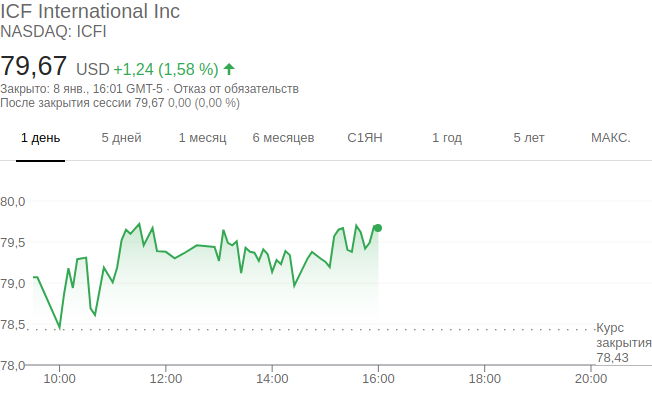 ICF International Inc
NASDAQ: ICFI
79,67 USD +1,24 (1,58 %)
Закрыто: 8 янв., 16:01 GMT-5 · Отказ от обязательств
После закрытия сессии 79,67 0,00 (0,00 %)
1 день 5 дней 1 месяц 6 месяцев С1ЯН 1 год 5 лет МАКС.
80,0
79,5
79,0
78,5
Курс
закрытия
78,43
78,0
10:00 12:00 14:00 16:00 18:00 20:00